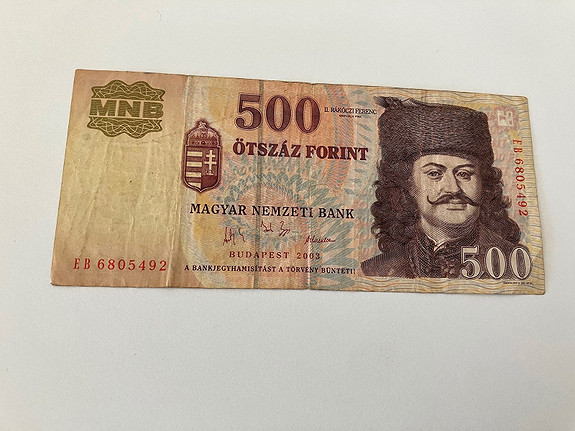 MNB
500
II. RÁKÓCZI FERENC
ÖTSZÁZ FORINT
MAGYAR NEMZETI BANK
BUDAPEST 2003
A BANKJEGYHAMISÍTÁST A TÖRVÉNY BÜNTETI!
EB 6805492
EB 6805492
500